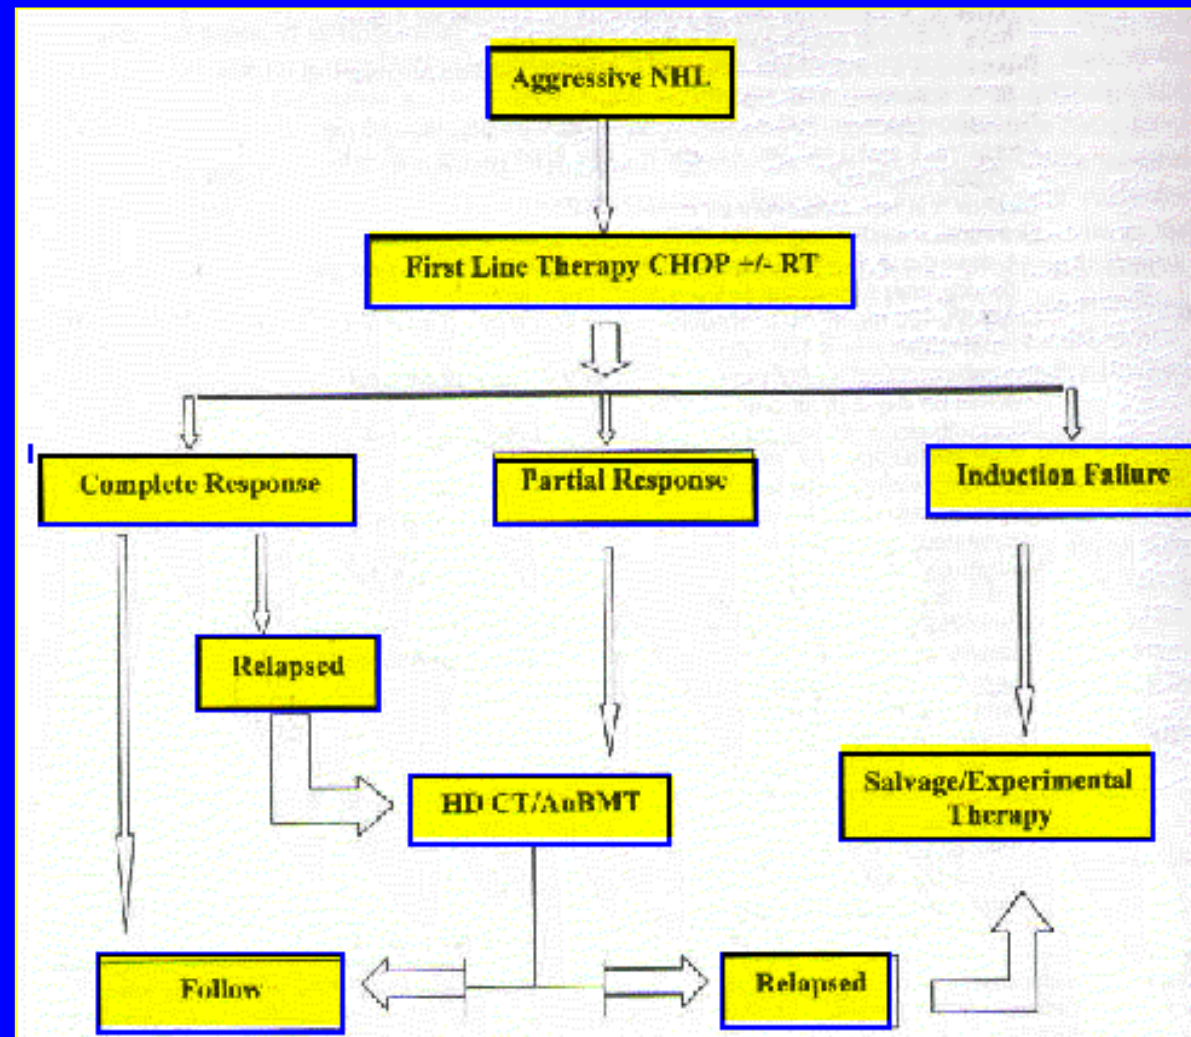 Aggressive NHL
First Line Therapy CHOP +/- RT
Complete Response
Partial Response
Induction Failure
Relapsed
HD CT/AuBMT
Salvage/Experimental
Therapy
Follow
Relapsed